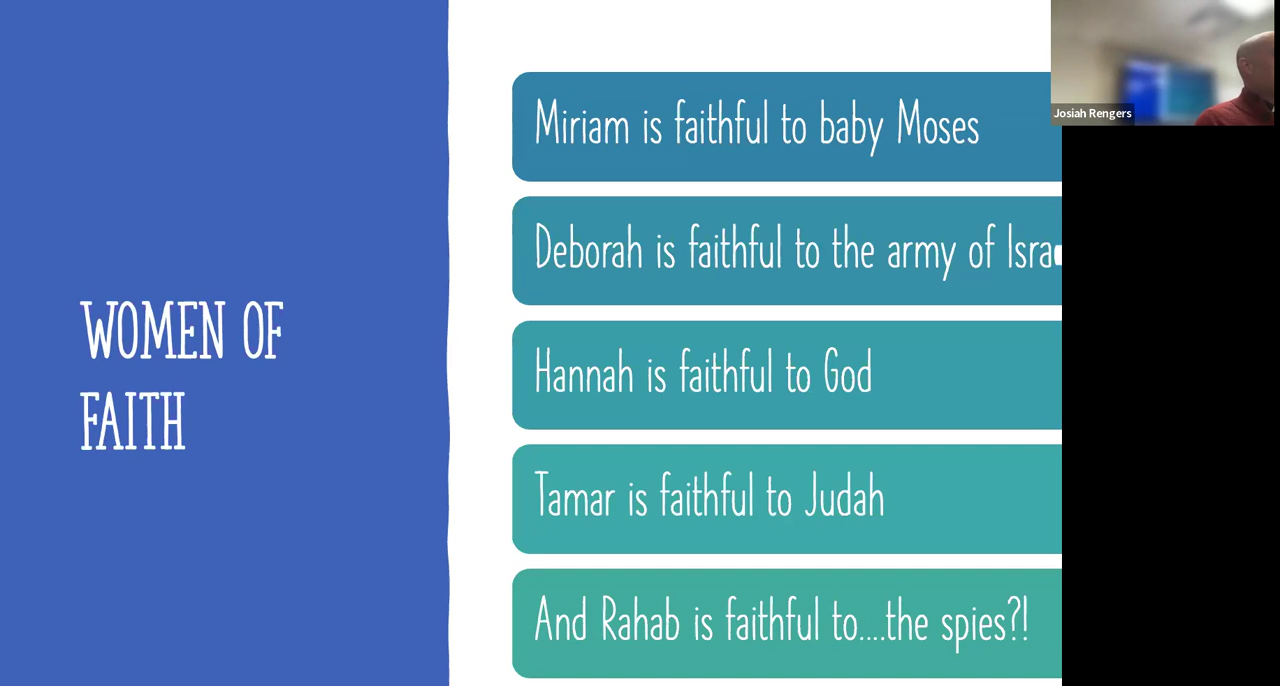 WOMEN OF
FAITH
Miriam is faithful to baby Moses
Deborah is faithful to the army of
Hannah is faithful to God
Tamar is faithful to Judah
And Rahab is faithful to....the spies?!
Josiah Rengers